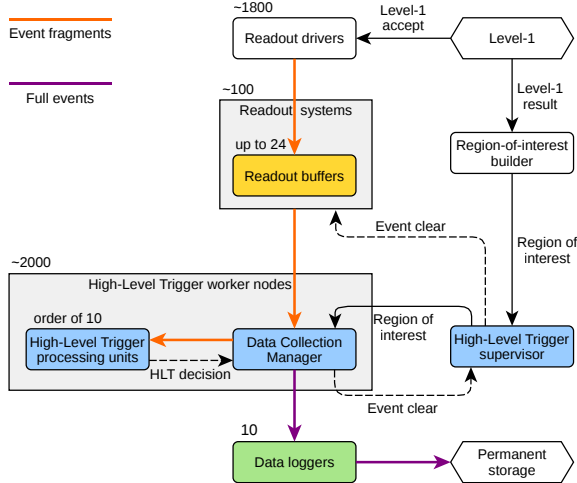 ~1800
Level-1
accept
Event fragments
Readout drivers
Level-1
~100
Full events
Level-1
result
Readout systems
up to 24
Region-of-interest
builder
Readout buffers
Event clear
Region of
interest
~2000
High-Level Trigger worker nodes
order of 10
Region of
interest
High-Level Trigger
processing units
Data Collection
Manager
High-Level Trigger
supervisor
HLT decision
Event clear
10
Data loggers
Permanent
storage